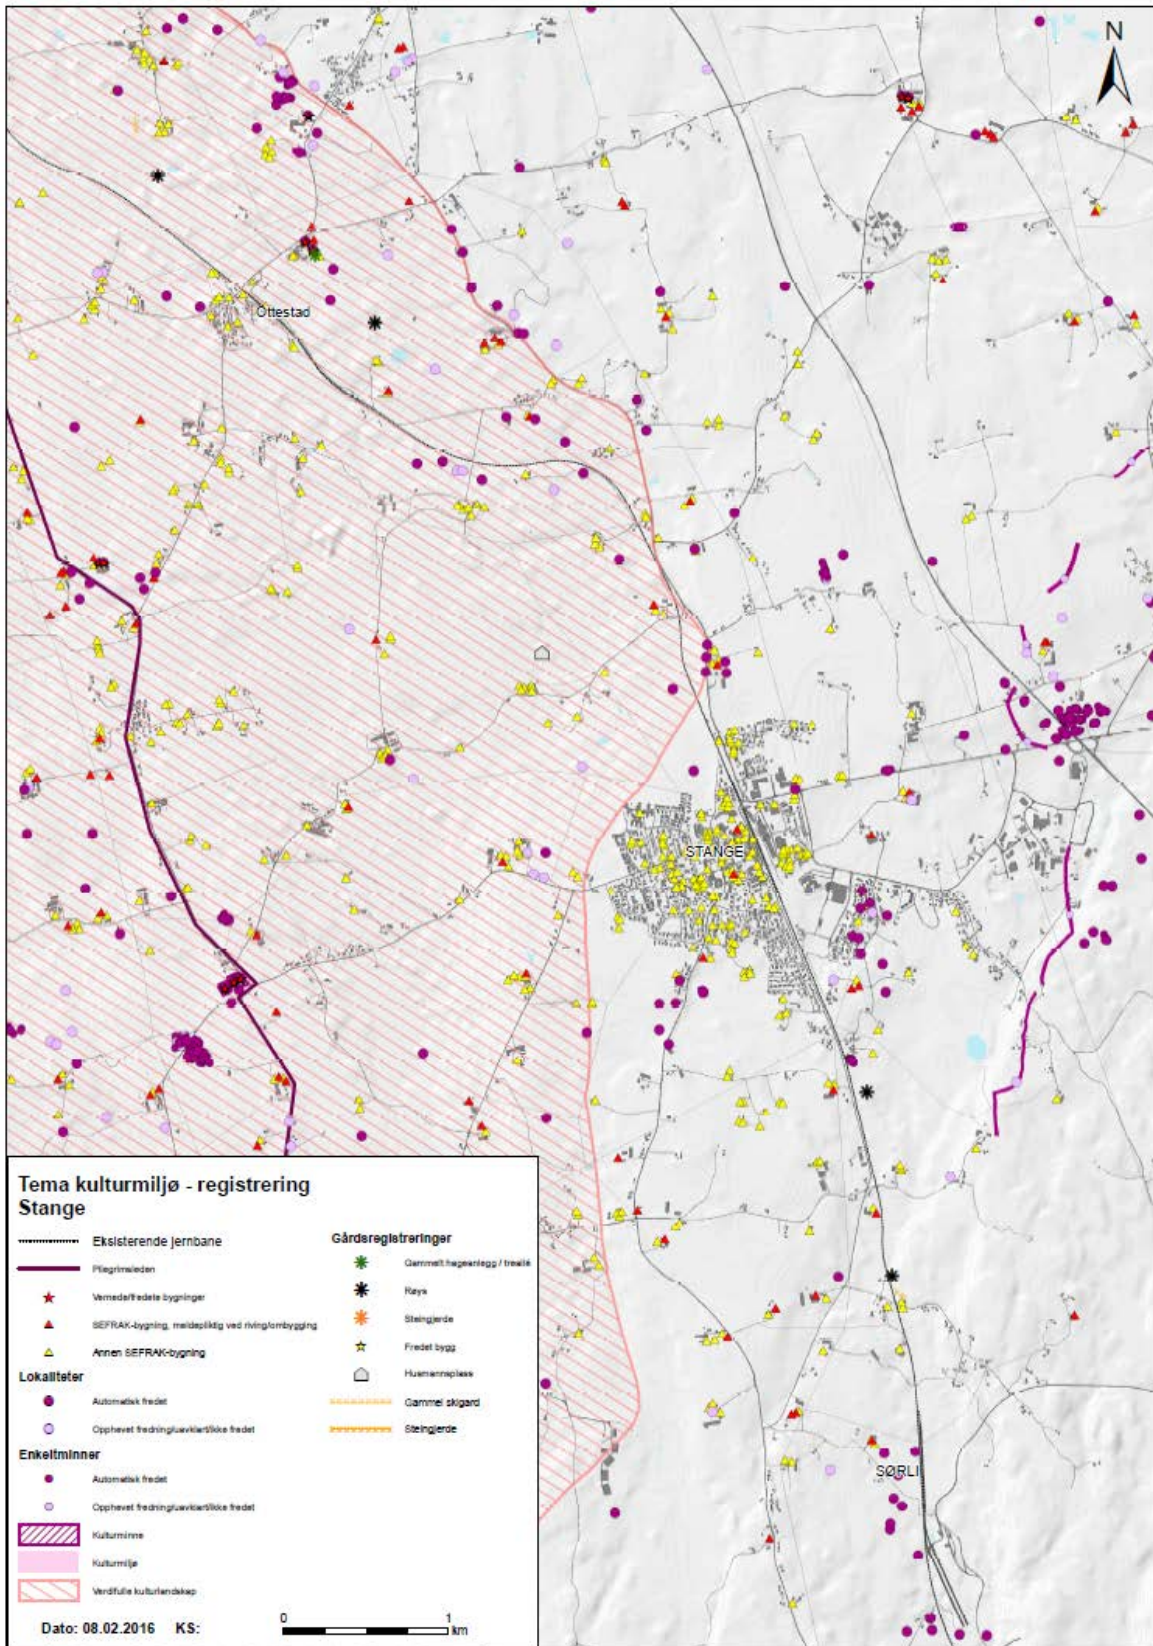 N
Ottestad
STANGE
SØRLI
Tema kulturmiljø - registrering
Stange
Eksisterende jernbane
Pilegrimsleden
Vernede/fredete bygninger
SEFRAK-bygning, meldepliktig ved riving/ombygging
Annen SEFRAK-bygning
Lokaliteter
Automatisk fredet
Opphevet fredning/uavklart/ikke fredet
Enkeltminner
Automatisk fredet
Opphevet fredning/uavklart/ikke fredet
Kulturminne
Kulturmiljø
Verdifulle kulturlandskap
Gårdsregistreringer
Gammelt hageanlegg / treallé
Røys
Steingjerde
Fredet bygg
Husmannsplass
Gammel skigard
Steingjerde
Dato: 08.02.2016 KS:
0 1
km